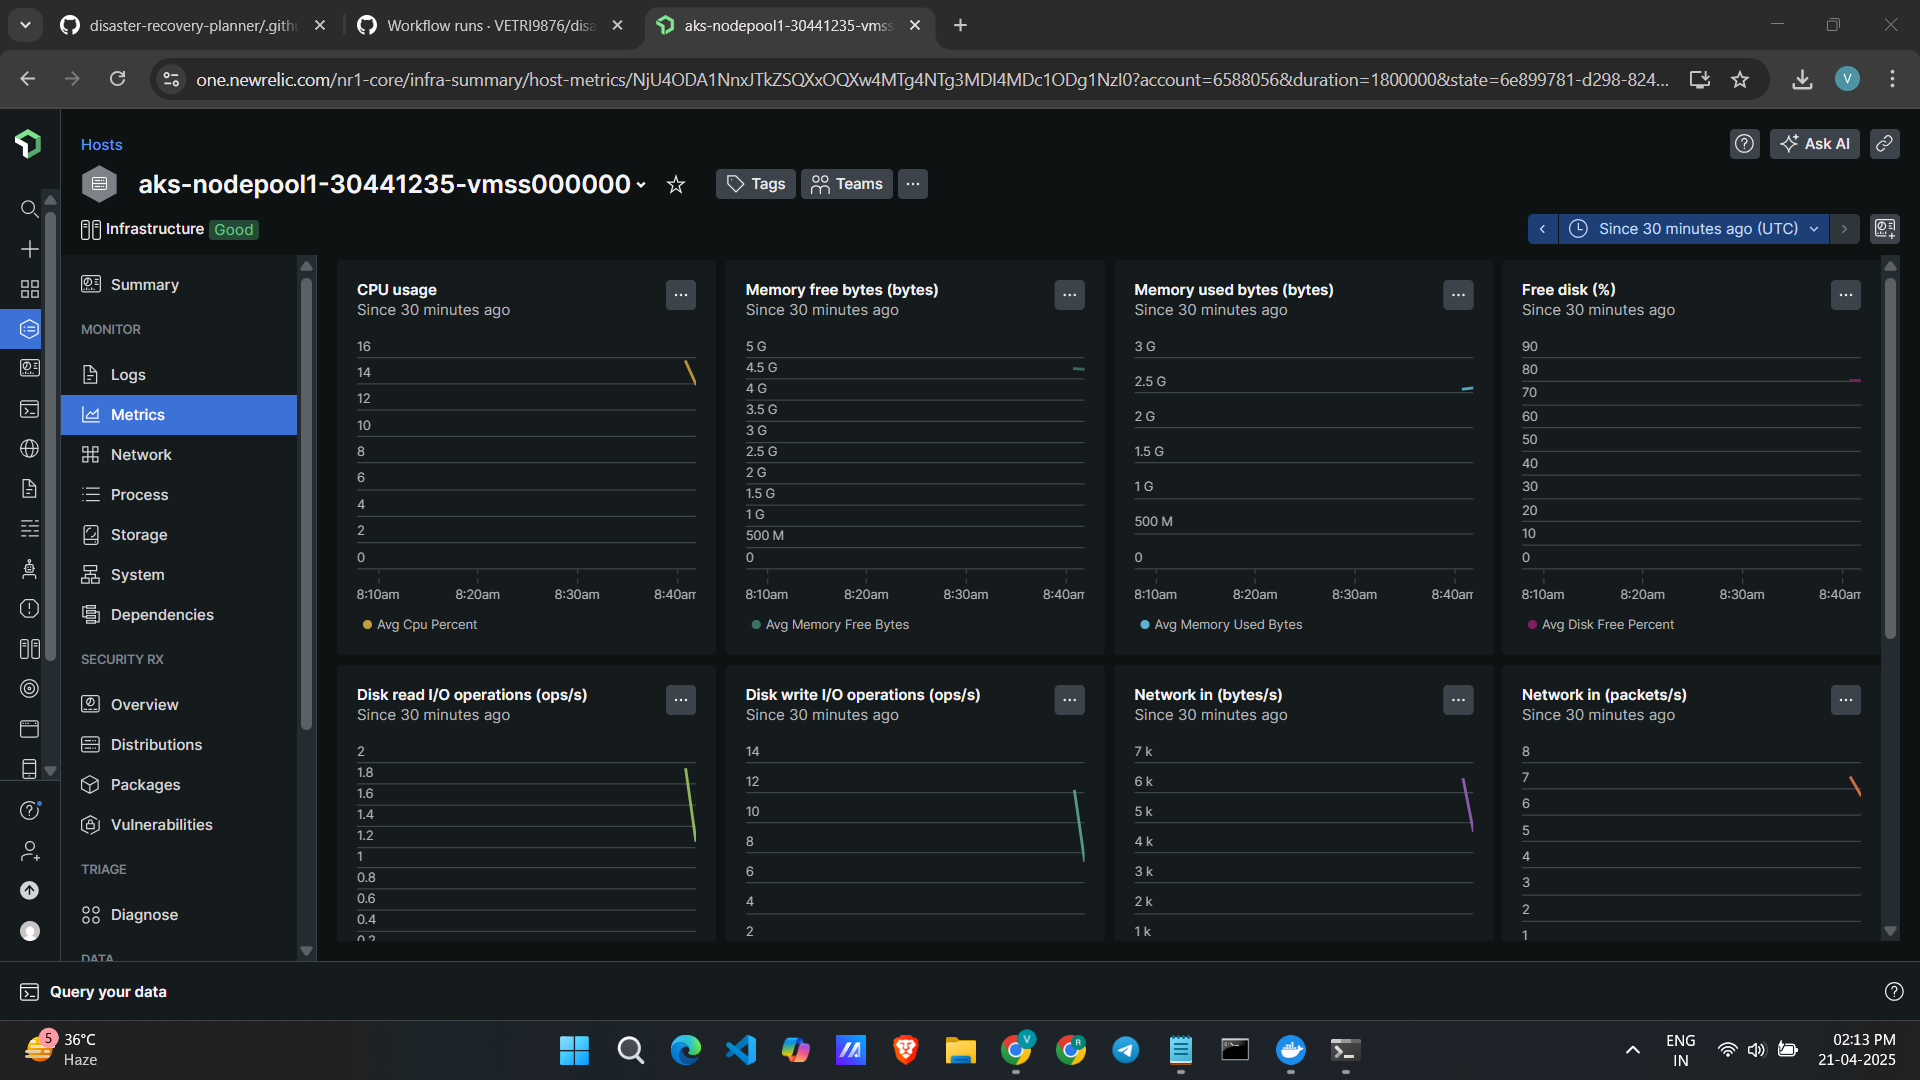 disaster-recovery-planner/.gith
Workflow runs · VETRI9876/disa
aks-nodepool1-30441235-vmss
one.newrelic.com/nr1-core/infra-summary/host-metrics/NjU4ODA1NnxJTkZSQXxOQXw4MTg4NTg3MDI4MDc1ODg1NzI0?account=6588056&duration=1800000&state=6e899781-d298-824...
V
Hosts
Ask AI
aks-nodepool1-30441235-vmss000000
Tags
Teams
Infrastructure Good
Since 30 minutes ago (UTC)
Summary
MONITOR
Logs
Metrics
Network
Process
Storage
System
Dependencies
SECURITY RX
Overview
Distributions
Packages
Vulnerabilities
TRIAGE
Diagnose
DATA
CPU usage
Since 30 minutes ago
16
14
12
10
8
6
4
2
0
8:10am 8:20am 8:30am 8:40am
Avg Cpu Percent
Memory free bytes (bytes)
Since 30 minutes ago
5 G
4.5 G
4 G
3.5 G
3 G
2.5 G
2 G
1.5 G
1 G
500 M
0
8:10am 8:20am 8:30am 8:40am
Avg Memory Free Bytes
Memory used bytes (bytes)
Since 30 minutes ago
3 G
2.5 G
2 G
1.5 G
1 G
500 M
0
8:10am 8:20am 8:30am 8:40am
Avg Memory Used Bytes
Free disk (%)
Since 30 minutes ago
90
80
70
60
50
40
30
20
10
0
8:10am 8:20am 8:30am 8:40am
Avg Disk Free Percent
Disk read I/O operations (ops/s)
Since 30 minutes ago
2
1.8
1.6
1.4
1.2
1
0.8
0.6
0.4
0.2
Disk write I/O operations (ops/s)
Since 30 minutes ago
14
12
10
8
6
4
2
Network in (bytes/s)
Since 30 minutes ago
7 k
6 k
5 k
4 k
3 k
2 k
1 k
Network in (packets/s)
Since 30 minutes ago
8
7
6
5
4
3
2
1
Query your data
5
36°C
Haze
V
R
ENG
IN
02:13 PM
21-04-2025